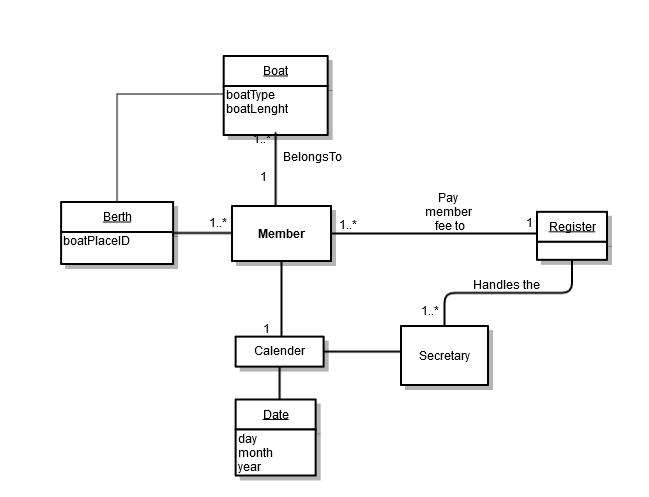 Boat
boatType
boatLenght
1..*
BelongsTo
1
Berth
boatPlaceID
1..*
Member
1..*
Pay
member
fee to
1
Register
Handles the
1..*
1
Calender
Secretary
Date
day
month
year